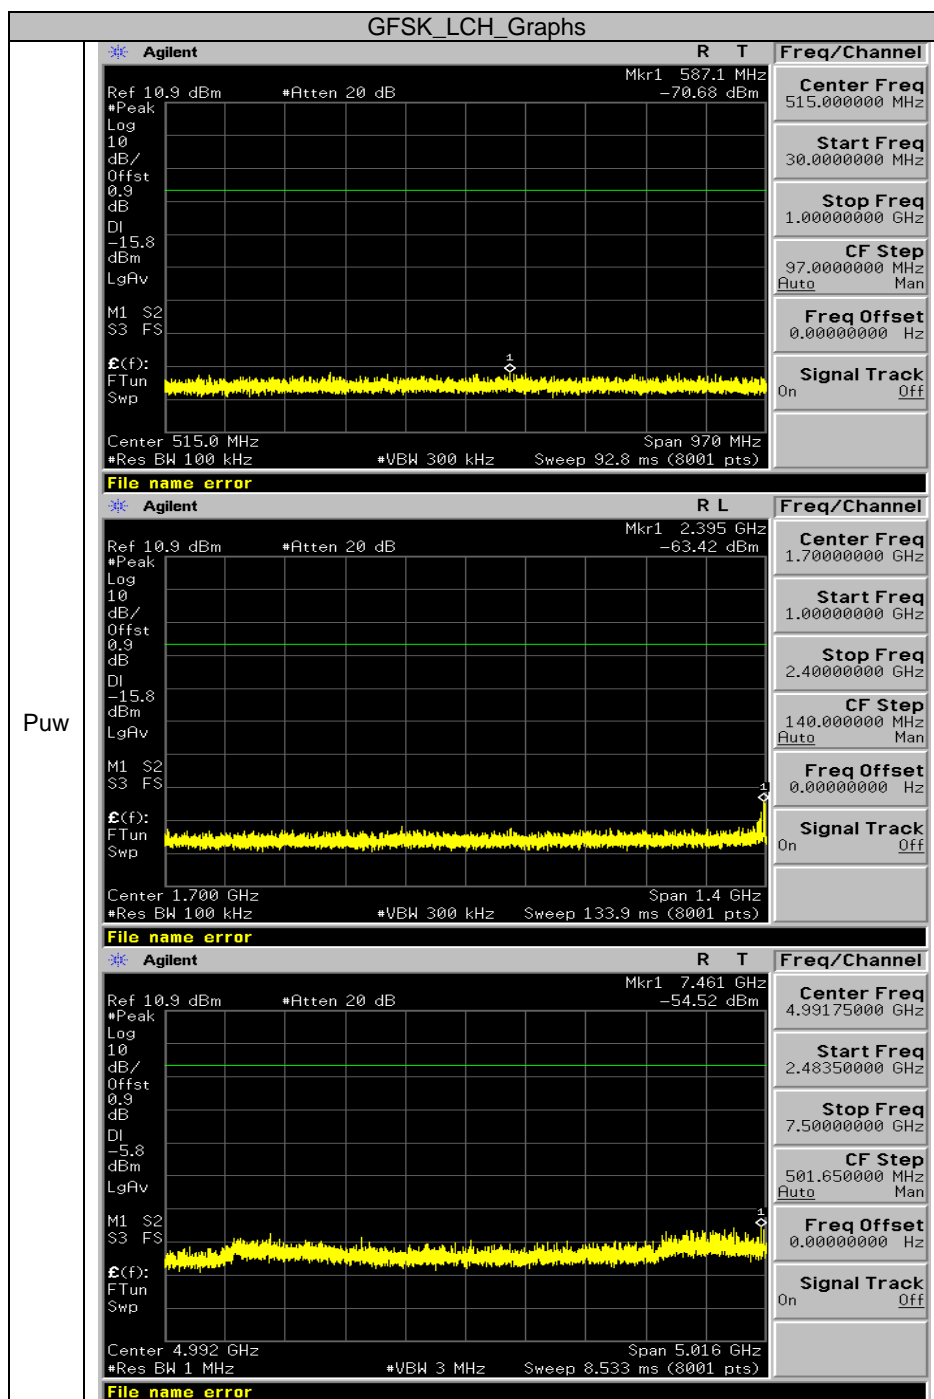 GFSK_LCH_Graphs
Puw
Agilent R T Freq/Channel
Mkr1 587.1 MHz
Ref 10.9 dBm #Atten 20 dB -70.68 dBm
#Peak
Log
10
dB/
Offst
0.9
dB
DI
-15.8
dBm
LgAv
M1 S2
S3 FS
£(f):
FTun
Swp
1
Center 515.0 MHz Span 970 MHz
#Res BW 100 kHz #VBW 300 kHz Sweep 92.8 ms (8001 pts)
File name error
Center Freq
515.000000 MHz
Start Freq
30.0000000 MHz
Stop Freq
1.00000000 GHz
CF Step
97.0000000 MHz
Auto Man
Freq Offset
0.00000000 Hz
Signal Track
On Off
Agilent R L Freq/Channel
Mkr1 2.395 GHz
Ref 10.9 dBm #Atten 20 dB -63.42 dBm
#Peak
Log
10
dB/
Offst
0.9
dB
DI
-15.8
dBm
LgAv
M1 S2
S3 FS
£(f):
FTun
Swp
1
Center 1.700 GHz Span 1.4 GHz
#Res BW 100 kHz #VBW 300 kHz Sweep 133.9 ms (8001 pts)
File name error
Center Freq
1.70000000 GHz
Start Freq
1.00000000 GHz
Stop Freq
2.40000000 GHz
CF Step
140.000000 MHz
Auto Man
Freq Offset
0.00000000 Hz
Signal Track
On Off
Agilent R T Freq/Channel
Mkr1 7.461 GHz
Ref 10.9 dBm #Atten 20 dB -54.52 dBm
#Peak
Log
10
dB/
Offst
0.9
dB
DI
-5.8
dBm
LgAv
M1 S2
S3 FS
£(f):
FTun
Swp
1
Center 4.992 GHz Span 5.016 GHz
#Res BW 1 MHz #VBW 3 MHz Sweep 8.533 ms (8001 pts)
File name error
Center Freq
4.99175000 GHz
Start Freq
2.48350000 GHz
Stop Freq
7.50000000 GHz
CF Step
501.650000 MHz
Auto Man
Freq Offset
0.00000000 Hz
Signal Track
On Off